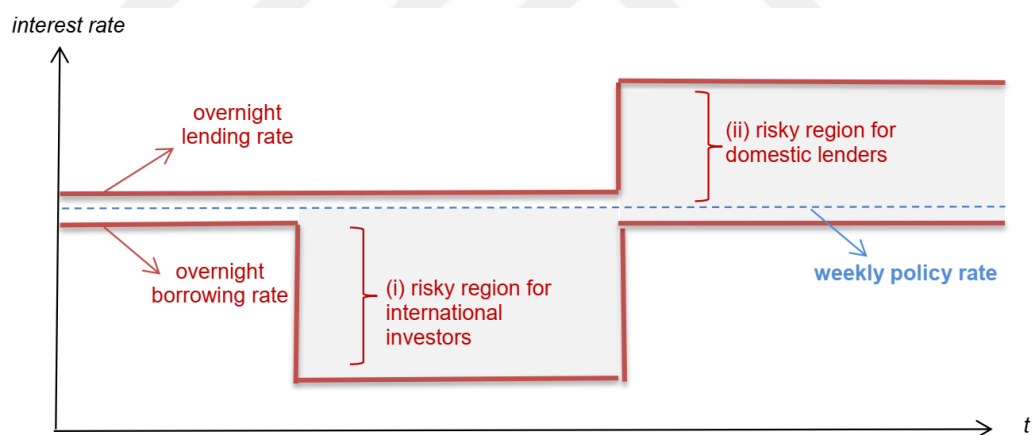 interest rate
overnight
lending rate
(ii) risky region for
domestic lenders
overnight
borrowing rate
(i) risky region for
international
investors
weekly policy rate
t